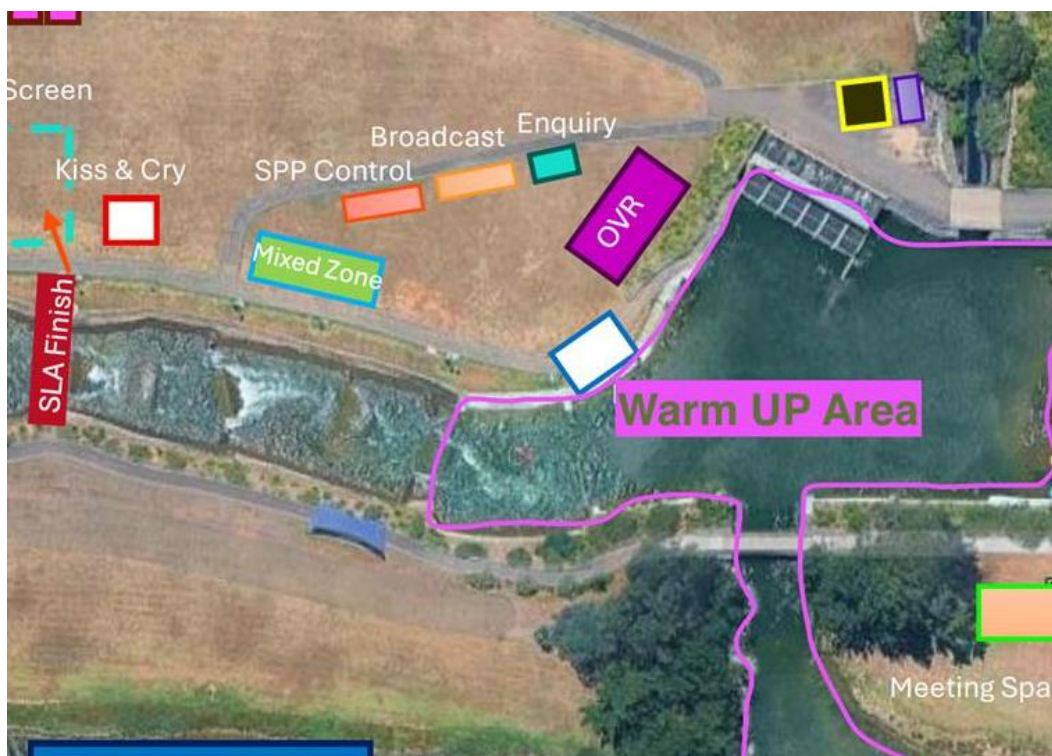 Screen
Broadcast
Enquiry
Kiss & Cry
SPP Control
OVR
Mixed Zone
SLA Finish
Warm UP Area
Meeting Spa